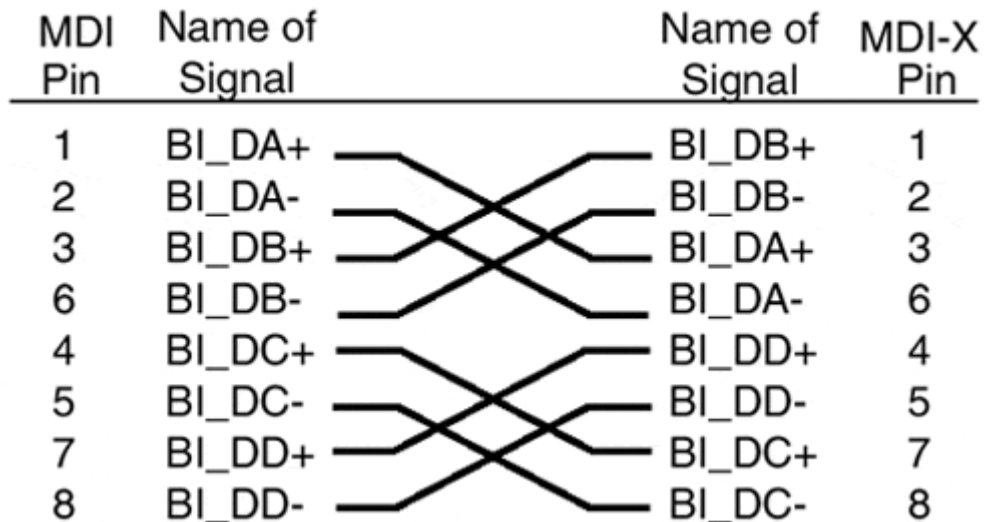 MDI Name of Name of MDI-X
Pin Signal Signal Pin
1 BI_DA+ BI_DB+ 1
2 BI_DA- BI_DB- 2
3 BI_DB+ BI_DA+ 3
6 BI_DB- BI_DA- 6
4 BI_DC+ BI_DD+ 4
5 BI_DC- BI_DD- 5
7 BI_DD+ BI_DC+ 7
8 BI_DD- BI_DC- 8